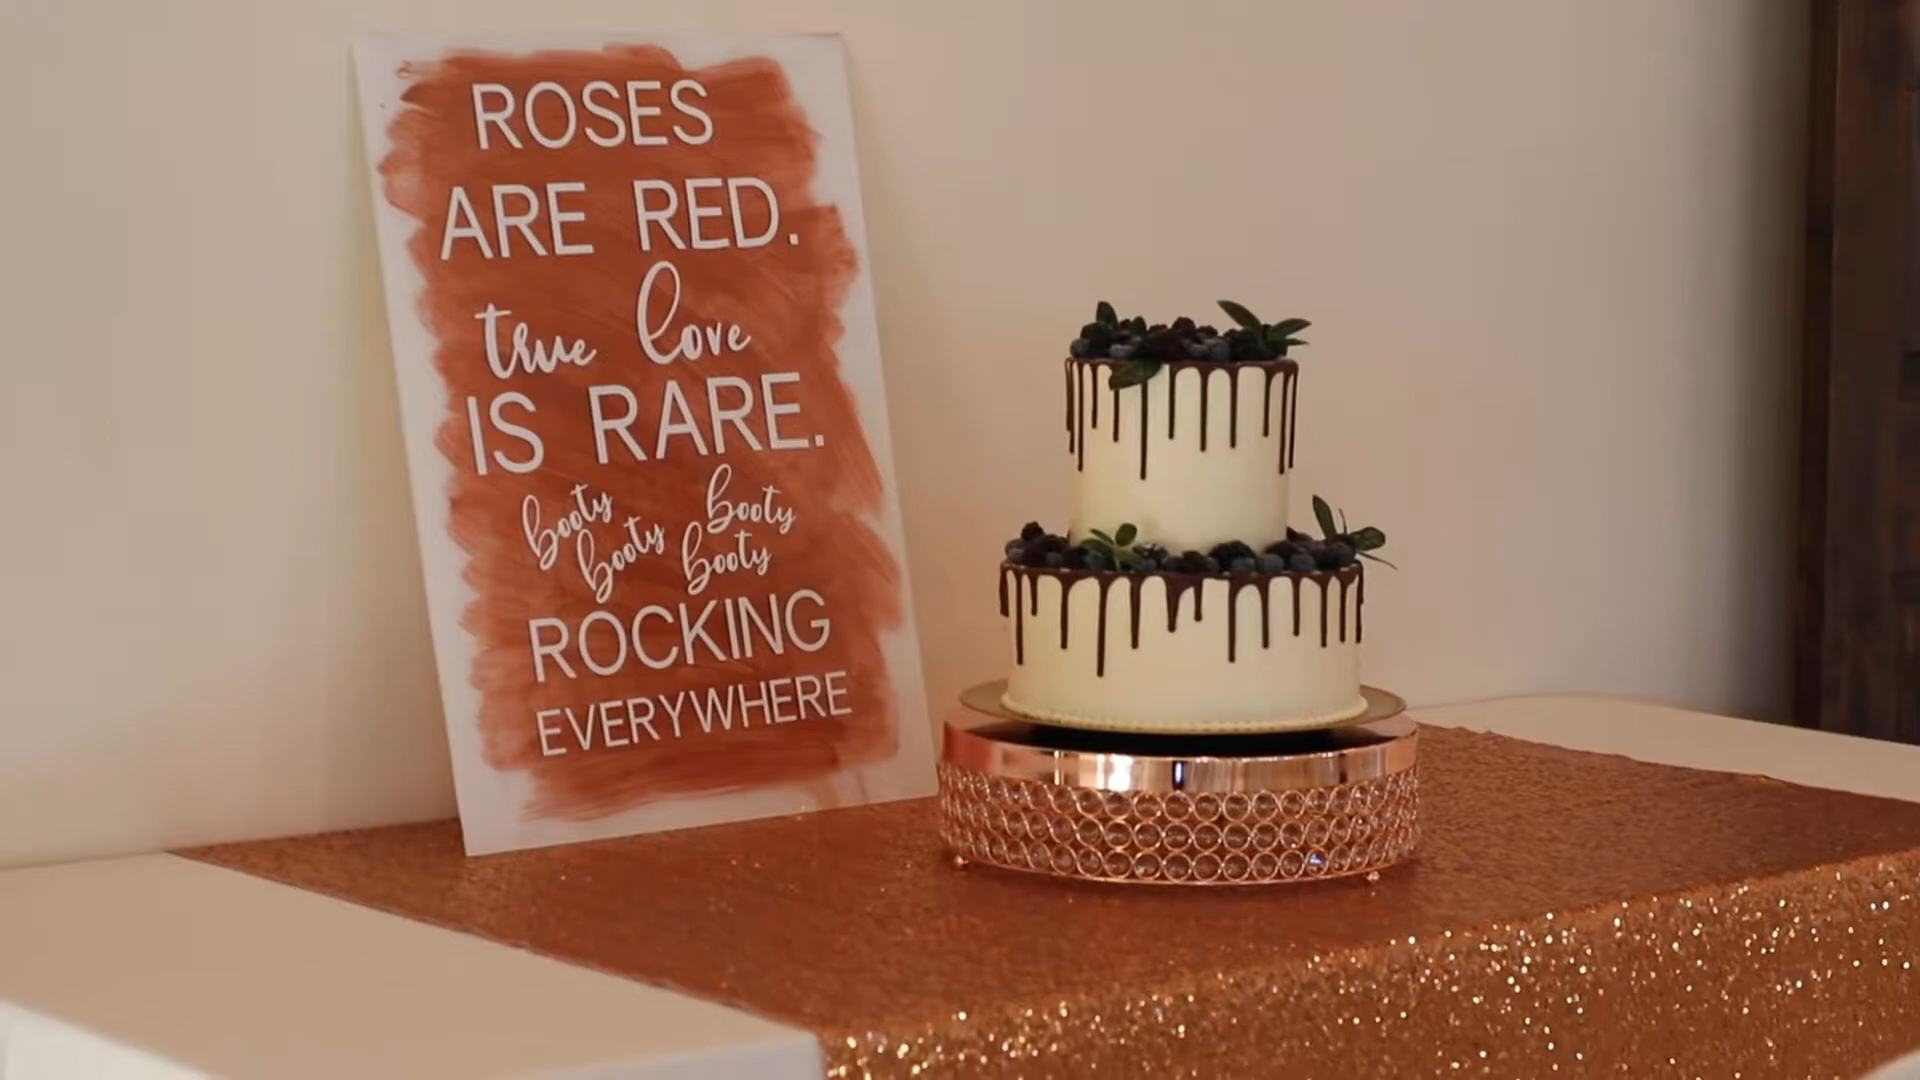 ROSES
ARE RED.
true love
IS RARE.
booty booty
booty booty
ROCKING
EVERYWHERE